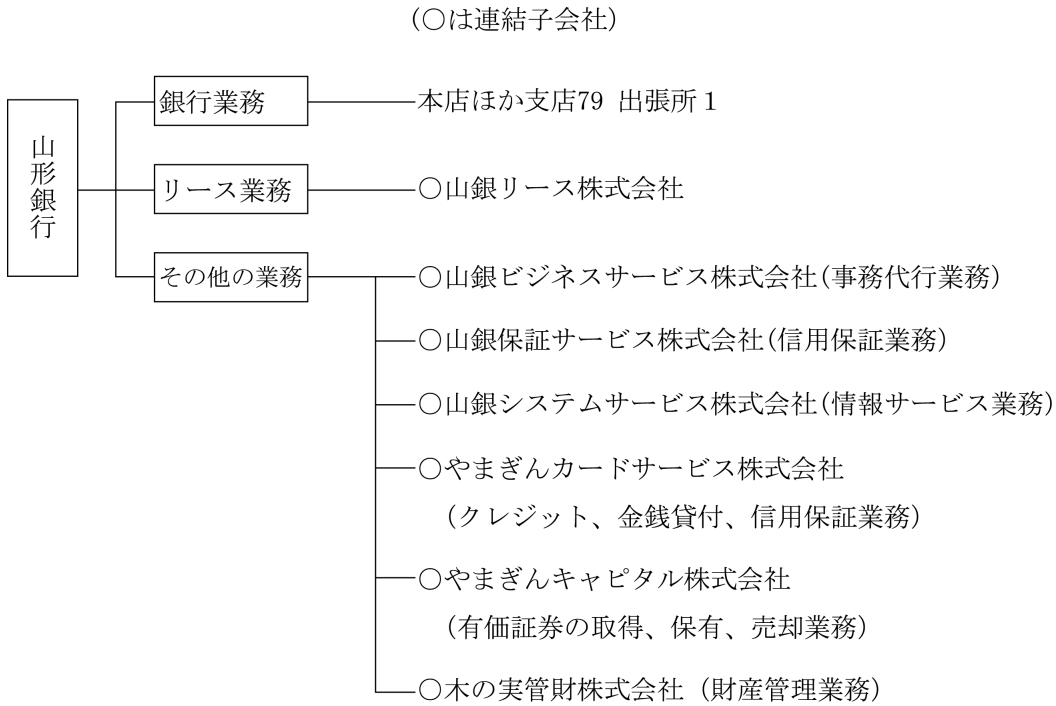 (○は連結子会社)
山形銀行
銀行業務
本店ほか支店79 出張所1
リース業務
○山銀リース株式会社
その他の業務
○山銀ビジネスサービス株式会社(事務代行業務)
○山銀保証サービス株式会社(信用保証業務)
○山銀システムサービス株式会社(情報サービス業務)
○やまぎんカードサービス株式会社
(クレジット、金銭貸付、信用保証業務)
○やまぎんキャピタル株式会社
(有価証券の取得、保有、売却業務)
○木の実管財株式会社 (財産管理業務)